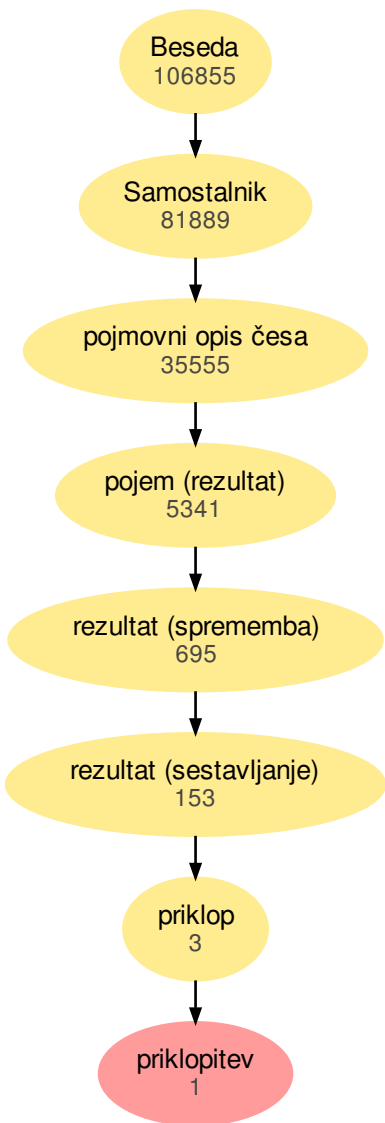 Beseda
106855
Samostalnik
81889
pojmovni opis česa
35555
pojem (rezultat)
5341
rezultat (sprememba)
695
rezultat (sestavljanje)
153
priklop
3
priklopitev
1